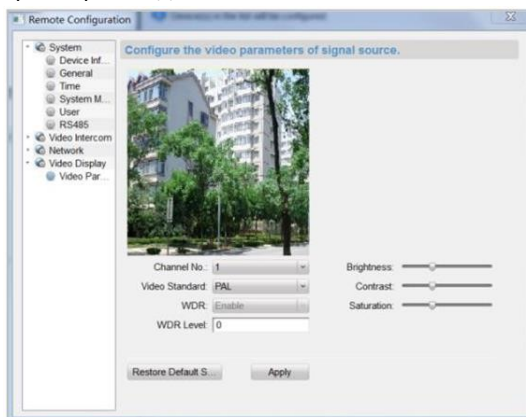 Remote Configuration
System
Device Inf...
General
Time
System M...
User
RS485
Video Intercom
Network
Video Display
Video Par...
Configure the video parameters of signal source.
Channel No.: 1
Video Standard: PAL
WDR: Enable
WDR Level: 0
Brightness:
Contrast:
Saturation:
Restore Default S...
Apply